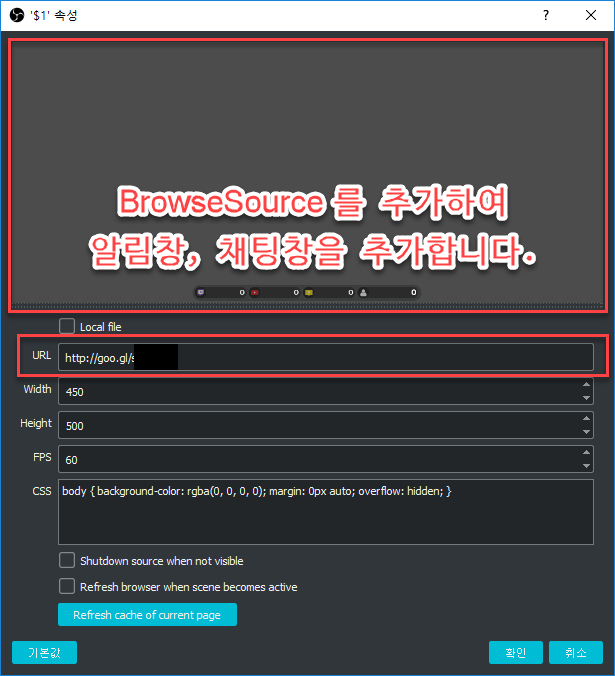 '$1' 속성
?
BrowseSource 를 추가하여
알림창, 채팅창을 추가합니다.
0 0 0 0
Local file
URL http://goo.gl/s
Width 450
Height 500
FPS 60
CSS body { background-color: rgba(0, 0, 0, 0); margin: 0px auto; overflow: hidden; }
Shutdown source when not visible
Refresh browser when scene becomes active
Refresh cache of current page
기본값 확인 취소